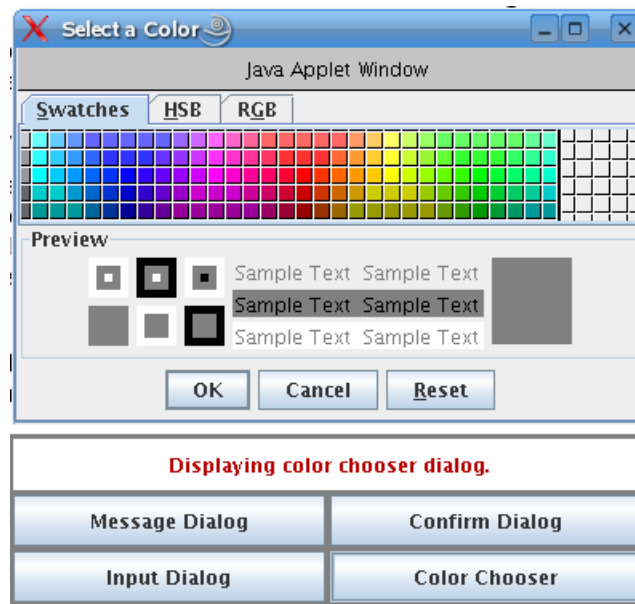 Select a Color
Java Applet Window
Swatches HSB RGB
Preview
Sample Text Sample Text
Sample Text Sample Text
Sample Text Sample Text
OK Cancel Reset
Displaying color chooser dialog.
Message Dialog Confirm Dialog
Input Dialog Color Chooser